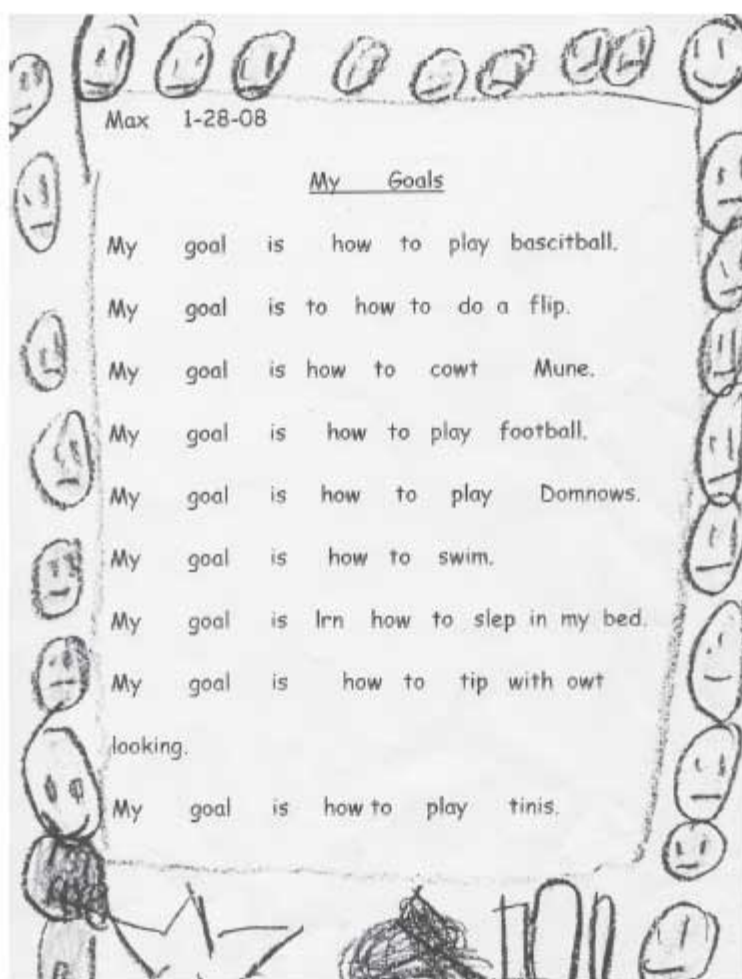 Max 1-28-08
My Goals
My goal is how to play bascitball.
My goal is to how to do a flip.
My goal is how to cowt Mune.
My goal is how to play football.
My goal is how to play Domnows.
My goal is how to swim.
My goal is lrn how to slep in my bed.
My goal is how to tip with owt
looking.
My goal is how to play tinis.